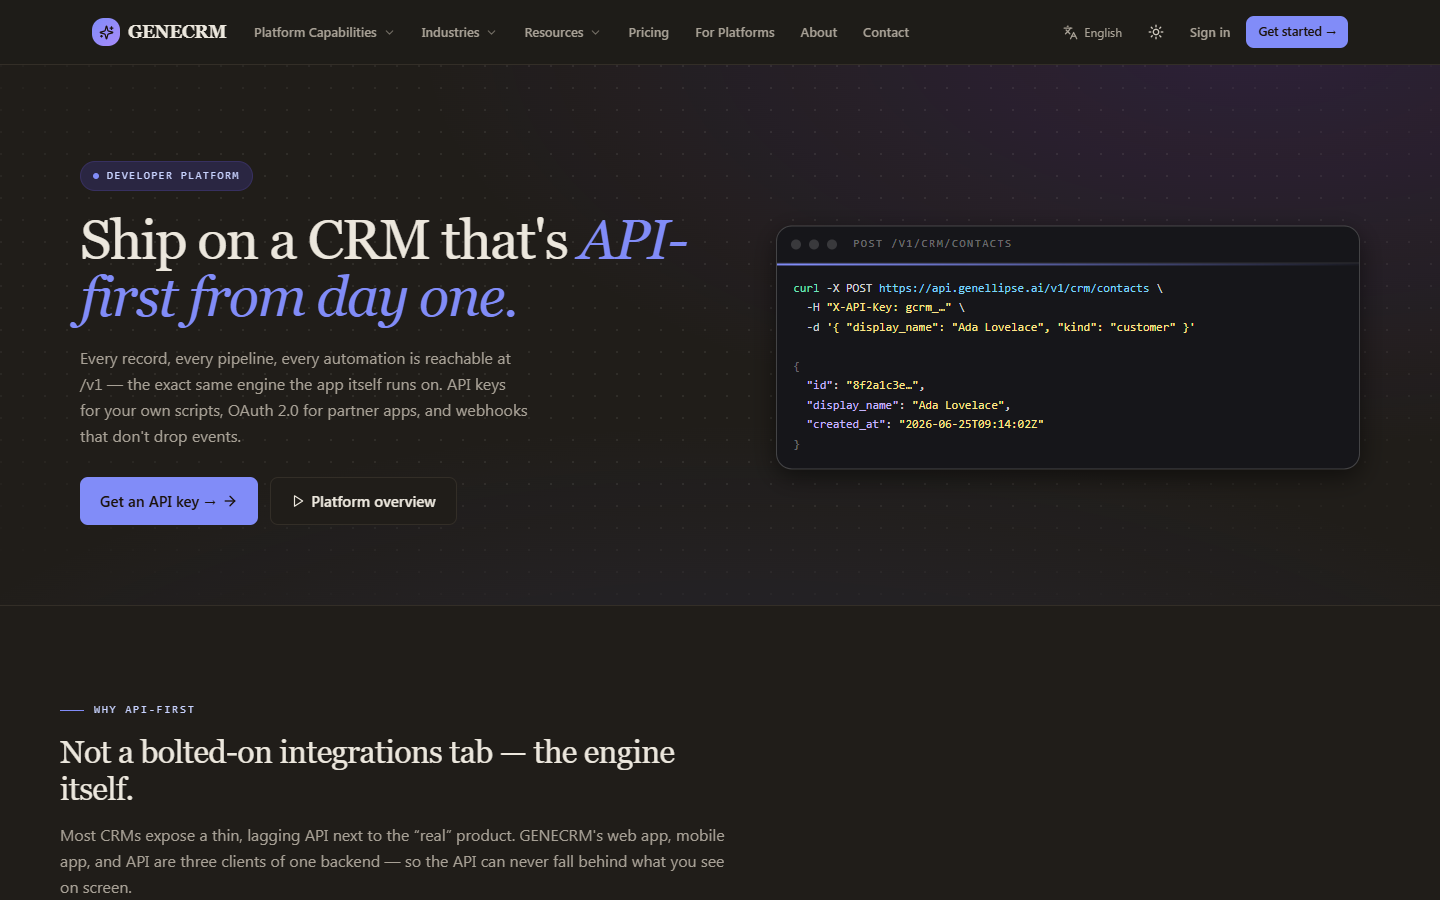 GENECRM
Platform Capabilities
Industries
Resources
Pricing
For Platforms
About
Contact
English
Sign in
Get started →
DEVELOPER PLATFORM
Ship on a CRM that's API-
first from day one.
Every record, every pipeline, every automation is reachable at
/v1 — the exact same engine the app itself runs on. API keys
for your own scripts, OAuth 2.0 for partner apps, and webhooks
that don't drop events.
Get an API key →
Platform overview
POST /V1/CRM/CONTACTS
curl -X POST https://api.genellipse.ai/v1/crm/contacts \
  -H "X-API-Key: gcrm_…" \
  -d '{ "display_name": "Ada Lovelace", "kind": "customer" }'
{
  "id": "8f2a1c3e…",
  "display_name": "Ada Lovelace",
  "created_at": "2026-06-25T09:14:02Z"
}
WHY API-FIRST
Not a bolted-on integrations tab — the engine
itself.
Most CRMs expose a thin, lagging API next to the “real” product. GENECRM's web app, mobile
app, and API are three clients of one backend — so the API can never fall behind what you see
on screen.